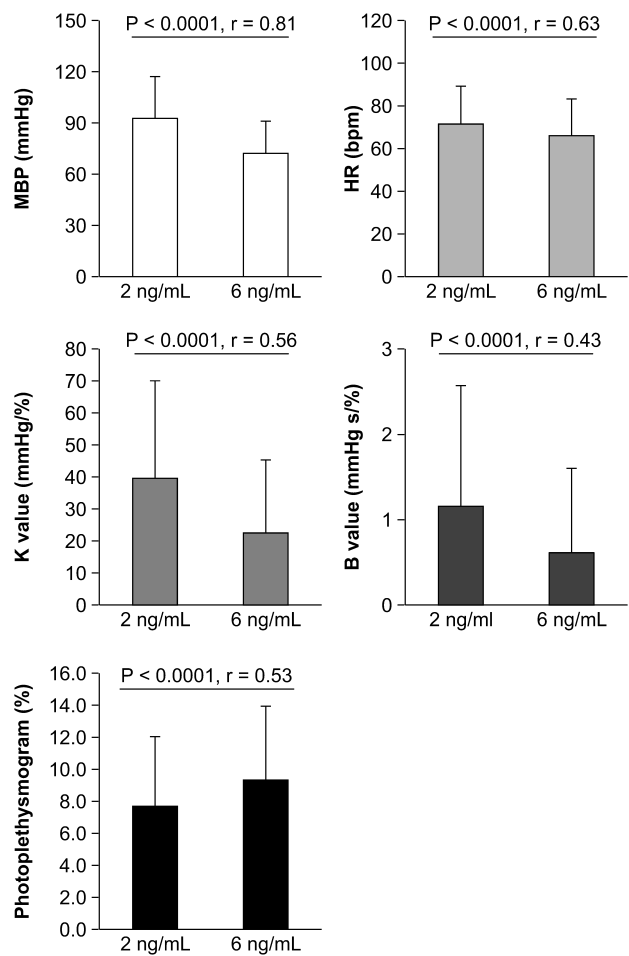 P < 0.0001, r = 0.81
MBP (mmHg)
150
120
90
60
30
0
2 ng/mL 6 ng/mL
P < 0.0001, r = 0.63
HR (bpm)
120
100
80
60
40
20
0
2 ng/mL 6 ng/mL
P < 0.0001, r = 0.56
K value (mmHg/%)
80
70
60
50
40
30
20
10
0
2 ng/mL 6 ng/mL
P < 0.0001, r = 0.43
B value (mmHg s/%)
3
2
1
0
2 ng/ml 6 ng/mL
P < 0.0001, r = 0.53
Photoplethysmogram (%)
16.0
14.0
12.0
10.0
8.0
6.0
4.0
2.0
0.0
2 ng/mL 6 ng/mL